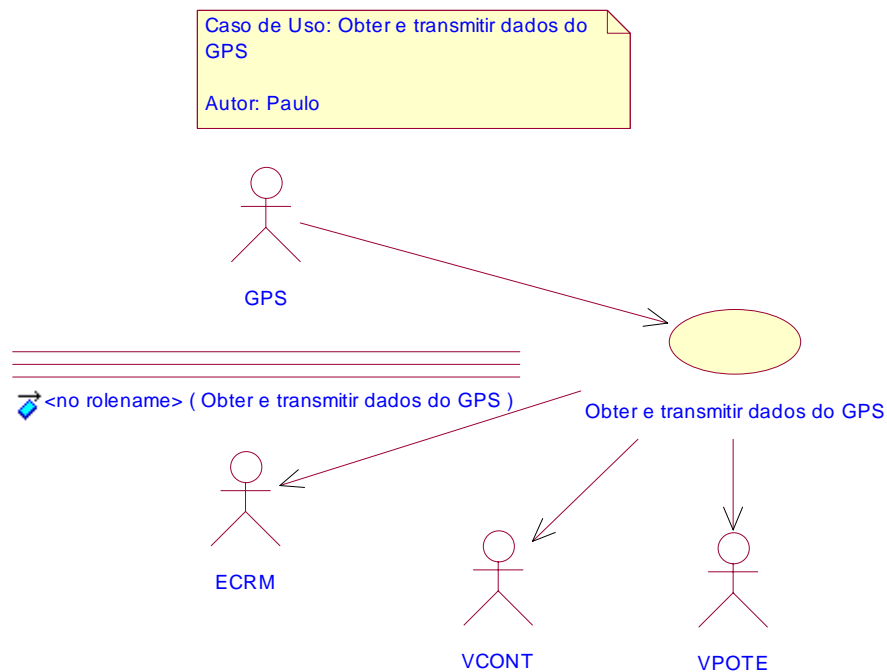 Caso de Uso: Obter e transmitir dados do
GPS
Autor: Paulo
GPS
<no rolename> ( Obter e transmitir dados do GPS )
Obter e transmitir dados do GPS
ECRM
VCONT
VPOTE